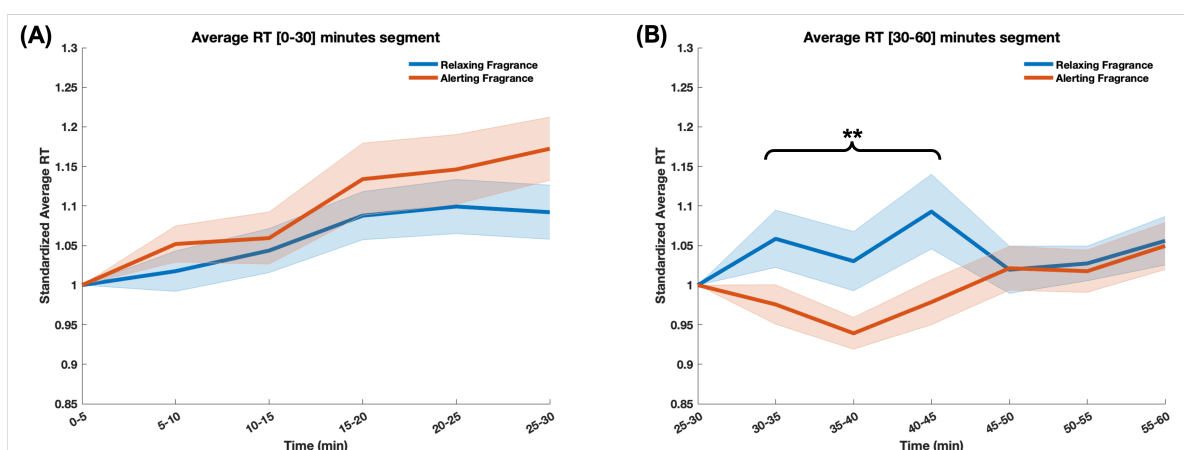 (A)
Average RT [0-30] minutes segment
1.3
1.25
1.2
1.15
1.1
1.05
1
0.95
0.9
0.85
Standardized Average RT
Relaxing Fragrance
Alerting Fragrance
0-5
5-10
10-15
15-20
20-25
25-30
Time (min)
(B)
Average RT [30-60] minutes segment
1.3
1.25
1.2
1.15
1.1
1.05
1
0.95
0.9
0.85
Standardized Average RT
Relaxing Fragrance
Alerting Fragrance
**
25-30
30-35
35-40
40-45
45-50
50-55
55-60
Time (min)